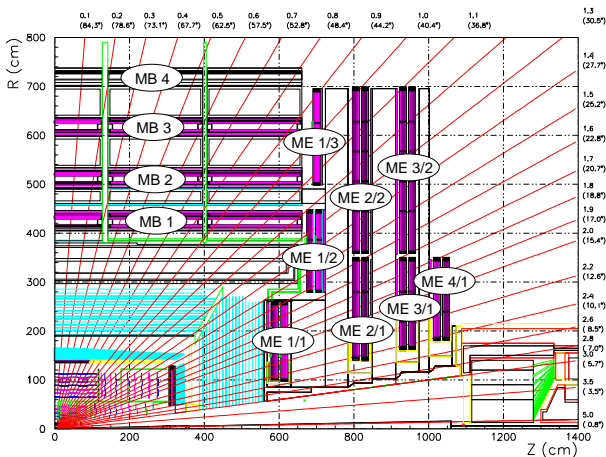 0.1 0.2 0.3 0.4 0.5 0.6 0.7 0.8 0.9 1.0 1.1 1.3
(84,3°) (78.6°) (73.1°) (67.7°) (62.5°) (57.5°) (52.8°) (48.4°) (44.2°) (40.4°) (36.8°) (30.5°)
R (cm)
800
700
600
500
400
300
200
100
0
MB 4
MB 3
MB 2
MB 1
ME 1/3
ME 3/2
ME 2/2
ME 1/2
ME 4/1
ME 3/1
ME 2/1
ME 1/1
1.4
(27.7°)
1.5
(25.2°)
1.6
(22.8°)
1.7
(20.7°)
1.8
(18.8°)
1.9
(17.0°)
2.0
(15.4°)
2.2
(12.6°)
2.4
(10.1°)
2.6
(8.5°)
2.8
(7.0°)
3.0
(5.7°)
3.5
(3.5°)
5.0
(0.8°)
0 200 400 600 800 1000 1200 1400
Z (cm)